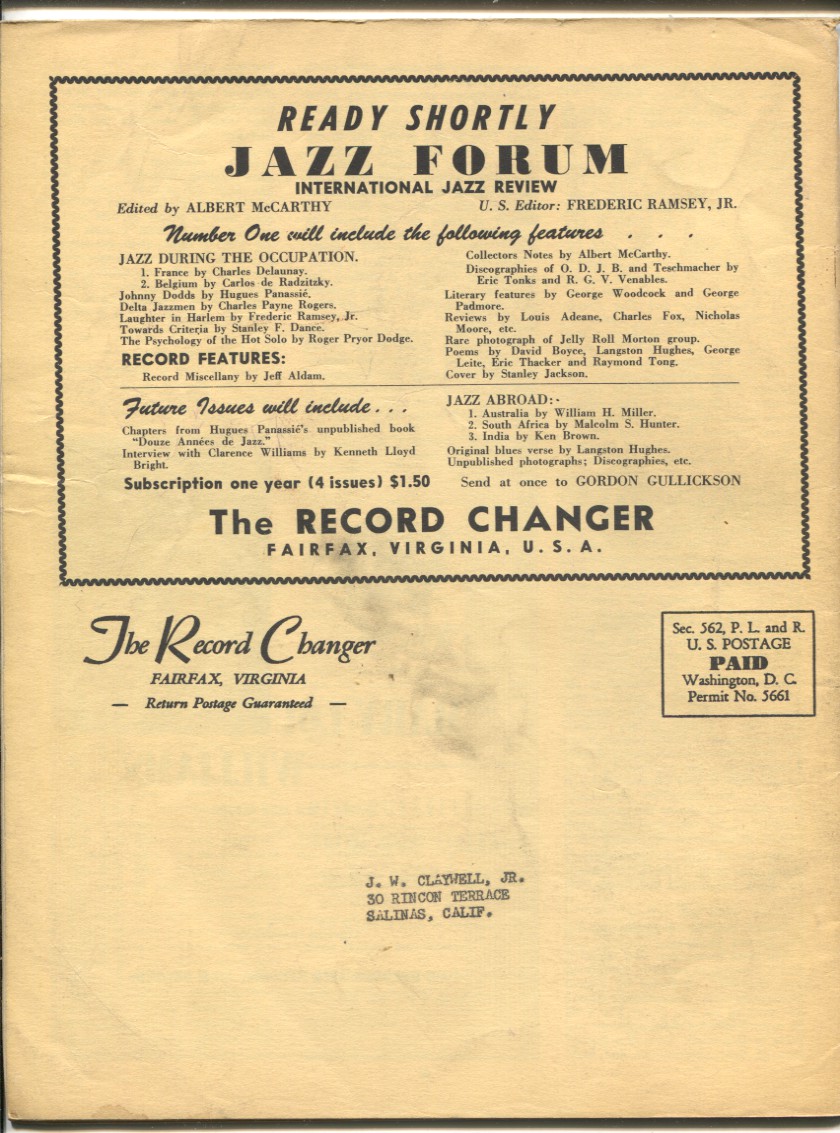 READY SHORTLY
JAZZ FORUM
INTERNATIONAL JAZZ REVIEW
Edited by ALBERT McCARTHY
U. S. Editor: FREDERIC RAMSEY, JR.
Number One will include the following features . . .
JAZZ DURING THE OCCUPATION.
1. France by Charles Delaunay.
2. Belgium by Carlos de Radzitzky.
Johnny Dodds by Hugues Panassié.
Delta Jazzmen by Charles Payne Rogers.
Laughter in Harlem by Frederic Ramsey, Jr.
Towards Criteria by Stanley F. Dance.
The Psychology of the Hot Solo by Roger Pryor Dodge.
RECORD FEATURES:
Record Miscellany by Jeff Aldam.
Collectors Notes by Albert McCarthy.
Discographies of O. D. J. B. and Teschmacher by
Eric Tonks and R. G. V. Venables.
Literary features by George Woodcock and George
Padmore.
Reviews by Louis Adeane, Charles Fox, Nicholas
Moore, etc.
Rare photograph of Jelly Roll Morton group.
Poems by David Boyce, Langston Hughes, George
Leite, Eric Thacker and Raymond Tong.
Cover by Stanley Jackson.
Future Issues will include . . .
Chapters from Hugues Panassié's unpublished book
"Douze Années de Jazz."
Interview with Clarence Williams by Kenneth Lloyd
Bright.
JAZZ ABROAD:-
1. Australia by William H. Miller.
2. South Africa by Malcolm S. Hunter.
3. India by Ken Brown.
Original blues verse by Langston Hughes.
Unpublished photographs; Discographies, etc.
Subscription one year (4 issues) $1.50
Send at once to GORDON GULLICKSON
The RECORD CHANGER
FAIRFAX, VIRGINIA, U. S. A.
The Record Changer
FAIRFAX, VIRGINIA
— Return Postage Guaranteed —
Sec. 562, P. L. and R.
U. S. POSTAGE
PAID
Washington, D. C.
Permit No. 5661
J. W. CLAYWELL, JR.
30 RINCON TERRACE
SALINAS, CALIF.